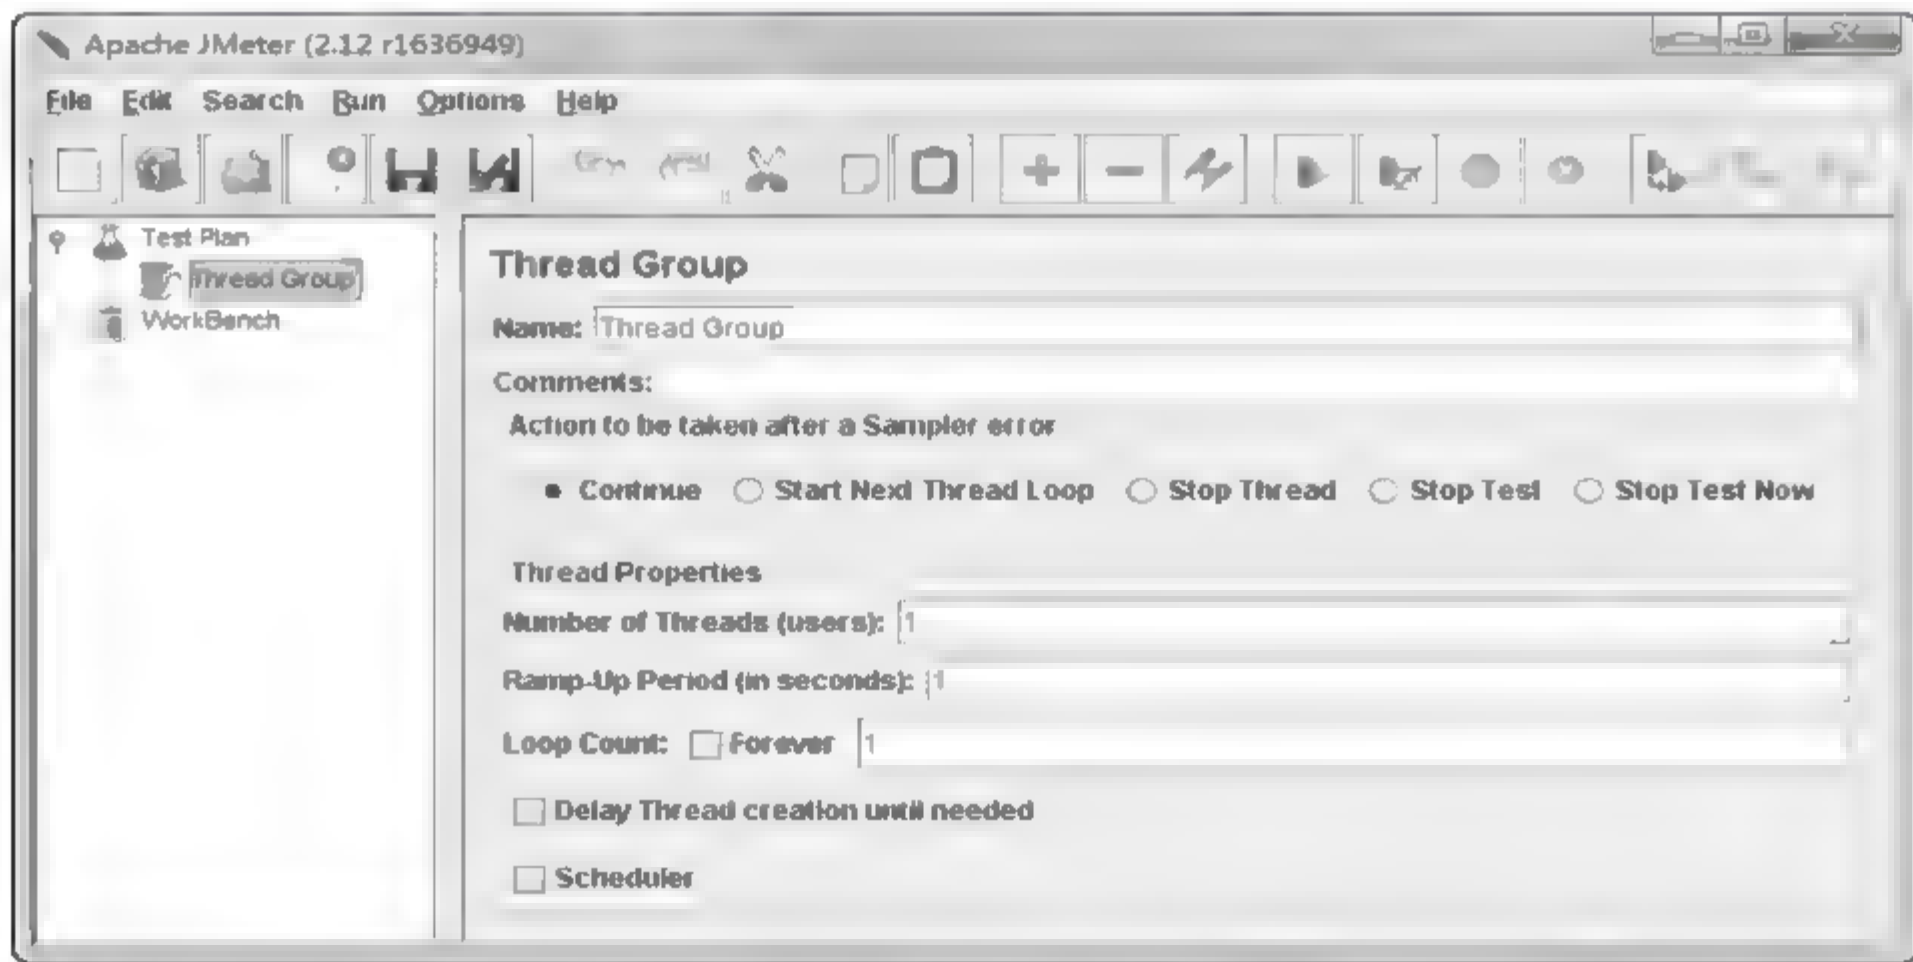 Apache JMeter (2.12 r1636949)
File Edit Search Run Options Help
Test Plan
Thread Group
WorkBench
Thread Group
Name: Thread Group
Comments:
Action to be taken after a Sampler error
Continue Start Next Thread Loop Stop Thread Stop Test Stop Test Now
Thread Properties
Number of Threads (users): 1
Ramp-Up Period (in seconds): 1
Loop Count: Forever 1
Delay Thread creation until needed
Scheduler